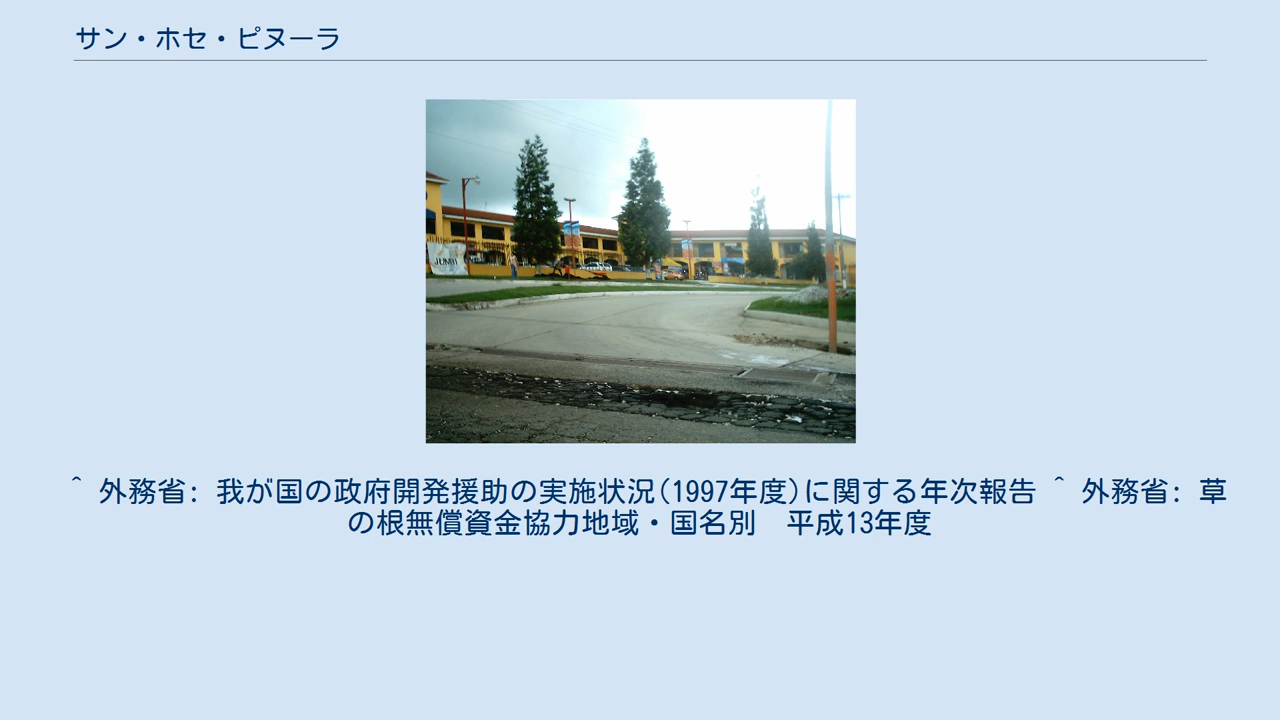 サン・ホセ・ピヌーラ
^ 外務省: 我が国の政府開発援助の実施状況(1997年度)に関する年次報告 ^ 外務省: 草
の根無償資金協力地域・国名別　平成13年度